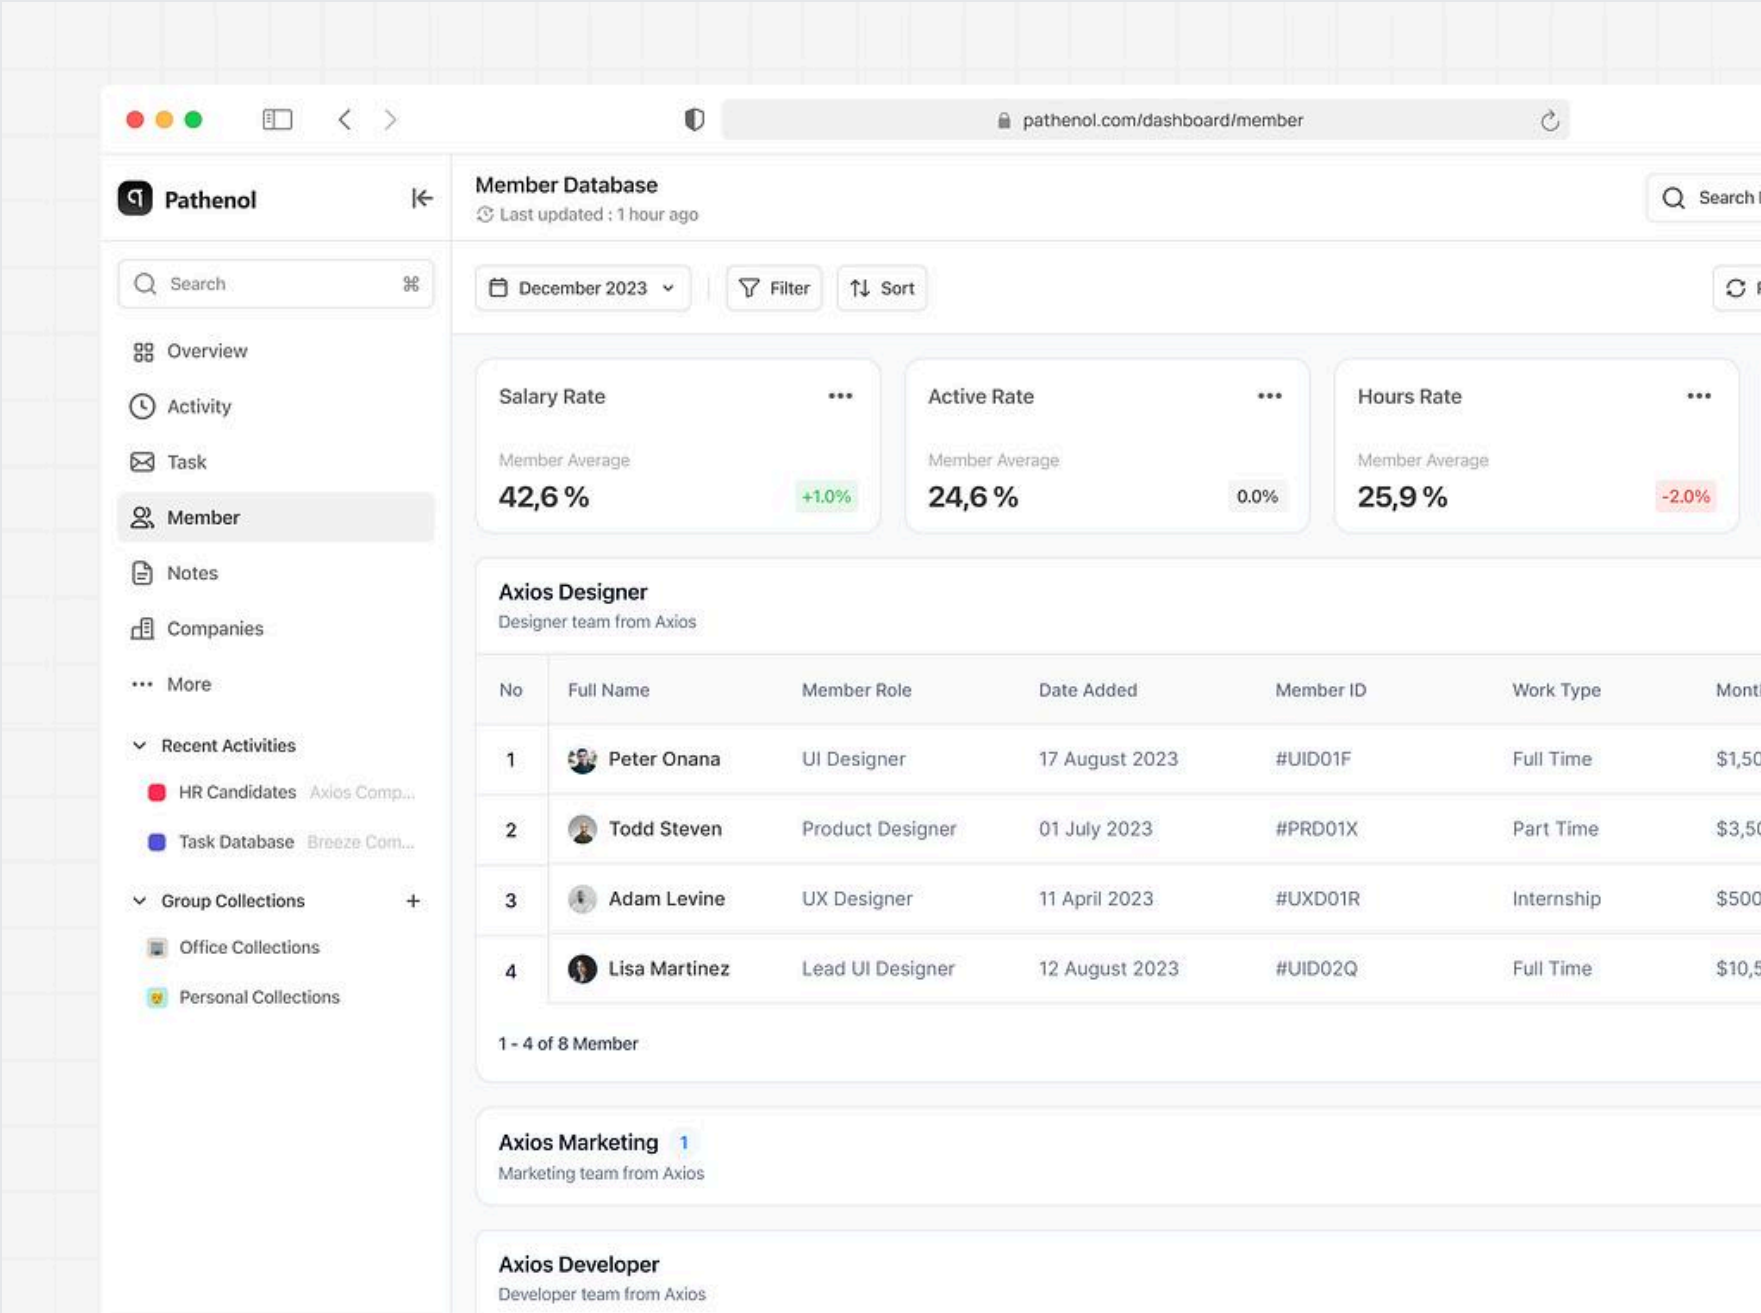 pathenol.com/dashboard/member
Pathenol
Member Database
Last updated : 1 hour ago
Search
Search
⌘
December 2023
Filter
Sort
Overview
Activity
Task
Member
Notes
Companies
More
Recent Activities
HR Candidates Axios Comp...
Task Database Breeze Com...
Group Collections +
Office Collections
Personal Collections
Salary Rate
Member Average
42,6 % +1.0%
Active Rate
Member Average
24,6 % 0.0%
Hours Rate
Member Average
25,9 % -2.0%
Axios Designer
Designer team from Axios
No Full Name Member Role Date Added Member ID Work Type
1 Peter Onana UI Designer 17 August 2023 #UID01F Full Time $1,50
2 Todd Steven Product Designer 01 July 2023 #PRD01X Part Time
3 Adam Levine UX Designer 11 April 2023 #UXD01R Internship $500
4 Lisa Martinez Lead UI Designer 12 August 2023 #UID02Q Full Time
1 - 4 of 8 Member
Axios Marketing 1
Marketing team from Axios
Axios Developer
Developer team from Axios